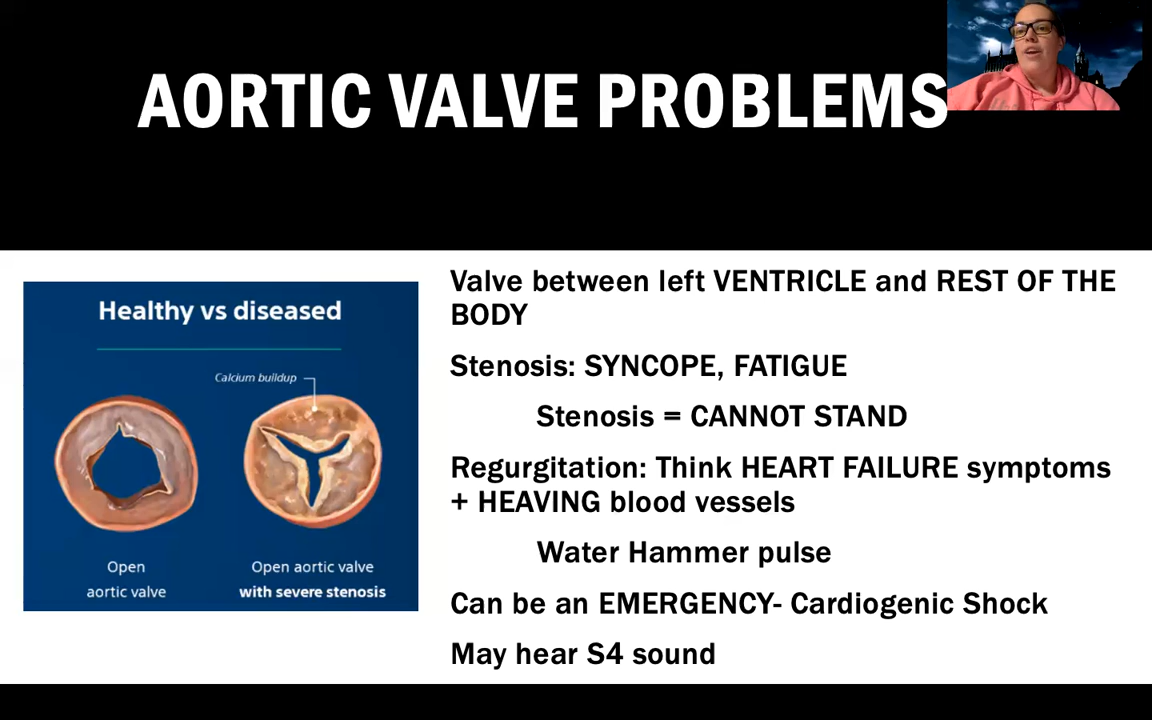 AORTIC VALVE PROBLEMS
Healthy vs diseased
Calcium buildup
Open
aortic valve
Open aortic valve
with severe stenosis
Valve between left VENTRICLE and REST OF THE
BODY
Stenosis: SYNCOPE, FATIGUE
Stenosis = CANNOT STAND
Regurgitation: Think HEART FAILURE symptoms
+ HEAVING blood vessels
Water Hammer pulse
Can be an EMERGENCY- Cardiogenic Shock
May hear S4 sound